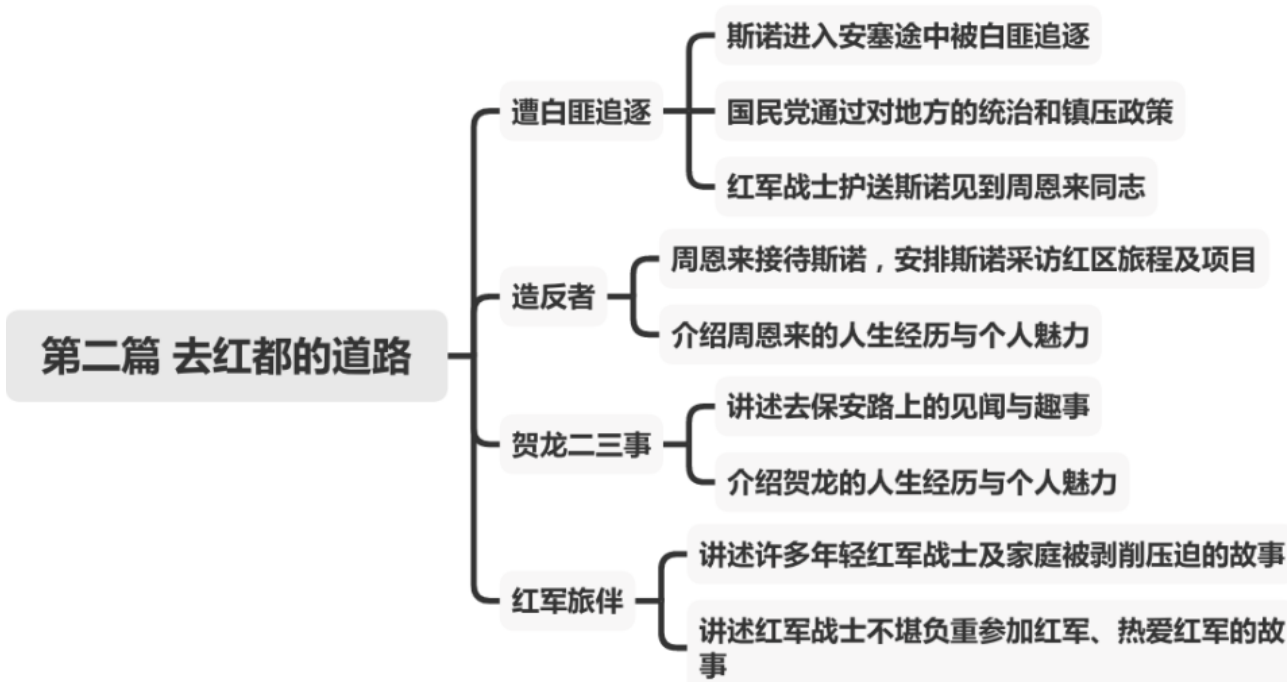 第二篇 去红都的道路
遭白匪追逐
斯诺进入安塞途中被白匪追逐
国民党通过对地方的统治和镇压政策
红军战士护送斯诺见到周恩来同志
造反者
周恩来接待斯诺，安排斯诺采访红区旅程及项目
介绍周恩来的人生经历与个人魅力
贺龙二三事
讲述去保安路上的见闻与趣事
介绍贺龙的人生经历与个人魅力
红军旅伴
讲述许多年轻红军战士及家庭被剥削压迫的故事
讲述红军战士不堪负重参加红军、热爱红军的故
事